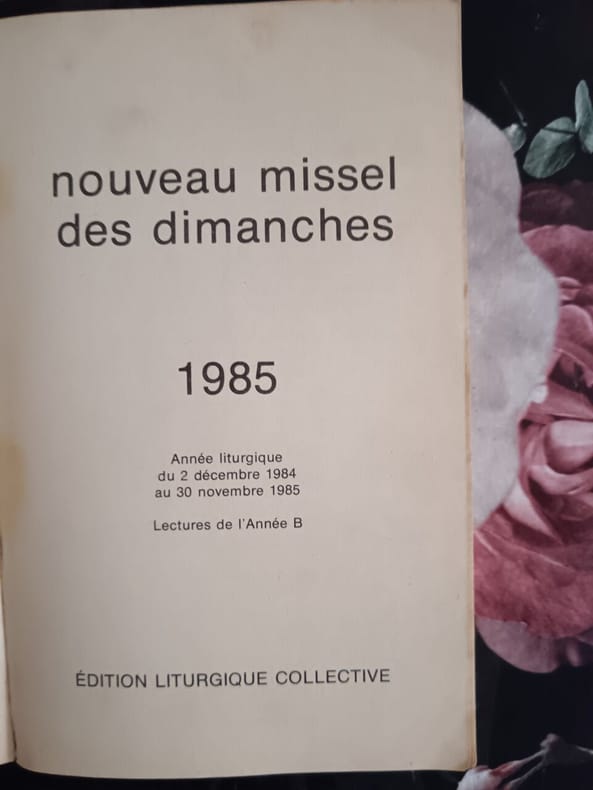 nouveau missel
des dimanches
1985
Année liturgique
du 2 décembre 1984
au 30 novembre 1985
Lectures de l'Année B
ÉDITION LITURGIQUE COLLECTIVE